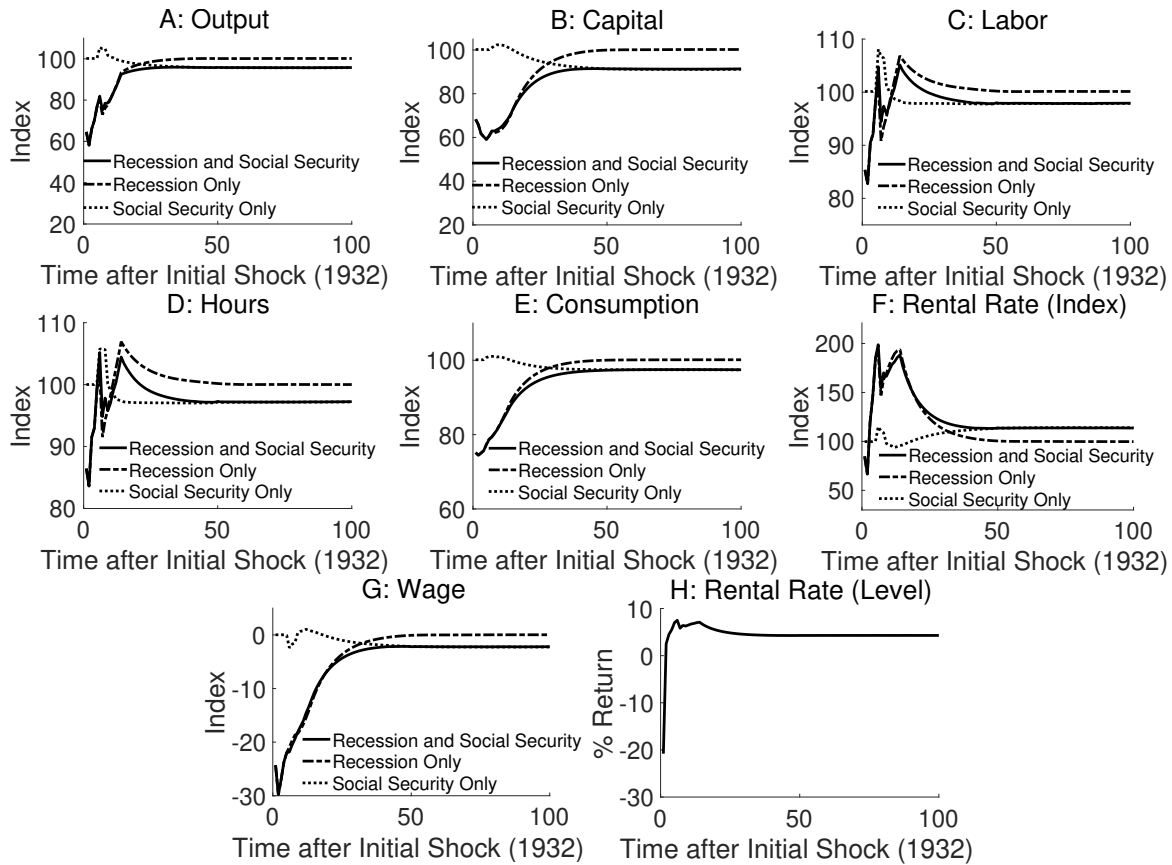 A: Output
100
80
60
40
20
Index
Recession and Social Security
Recession Only
Social Security Only
0
50
100
Time after Initial Shock (1932)
B: Capital
100
80
60
40
20
Index
Recession and Social Security
Recession Only
Social Security Only
0
50
100
Time after Initial Shock (1932)
C: Labor
110
100
90
80
Index
Recession and Social Security
Recession Only
Social Security Only
0
50
100
Time after Initial Shock (1932)
D: Hours
110
100
90
80
Index
Recession and Social Security
Recession Only
Social Security Only
0
50
100
Time after Initial Shock (1932)
E: Consumption
100
80
60
Index
Recession and Social Security
Recession Only
Social Security Only
0
50
100
Time after Initial Shock (1932)
F: Rental Rate (Index)
200
150
100
50
Index
Recession and Social Security
Recession Only
Social Security Only
0
50
100
Time after Initial Shock (1932)
G: Wage
0
-10
-20
-30
Index
Recession and Social Security
Recession Only
Social Security Only
0
50
100
Time after Initial Shock (1932)
H: Rental Rate (Level)
10
0
-10
-20
-30
% Return
0
50
100
Time after Initial Shock (1932)